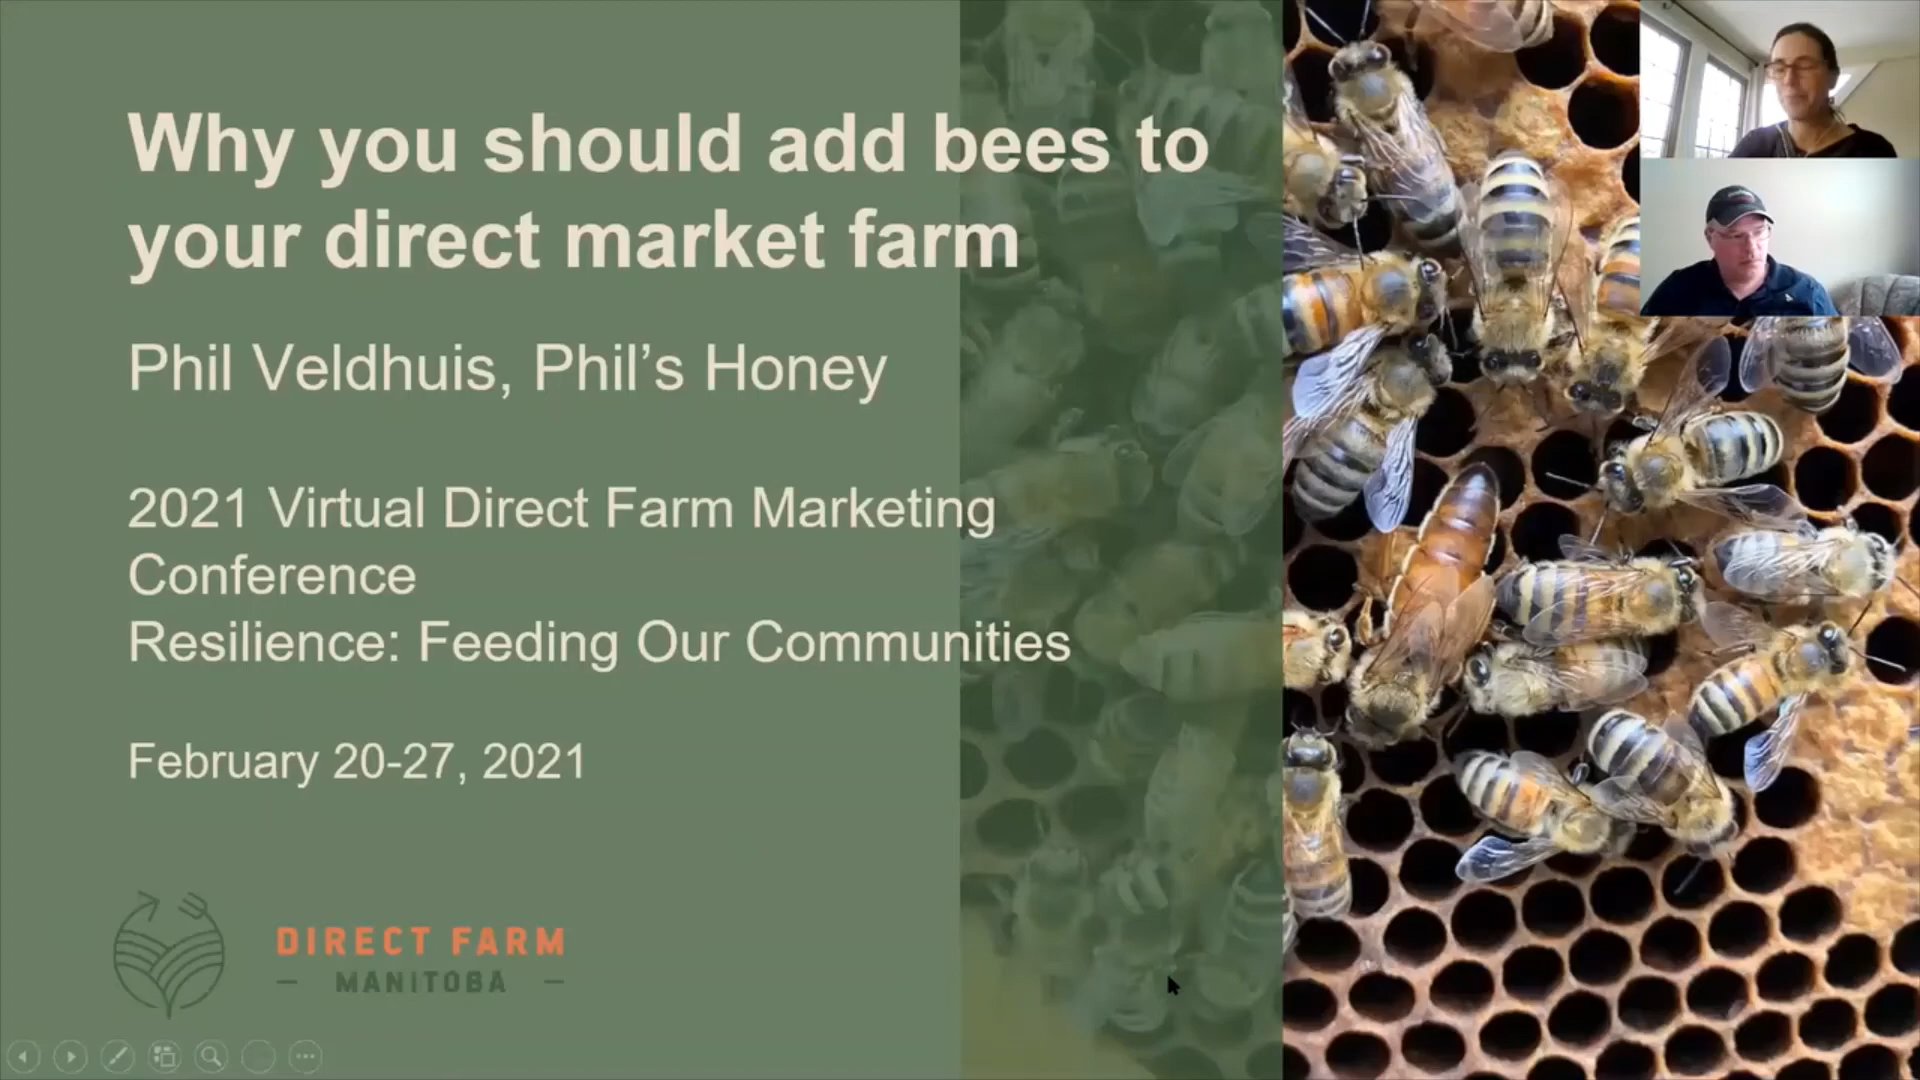 Why you should add bees to
your direct market farm
Phil Veldhuis, Phil’s Honey
2021 Virtual Direct Farm Marketing
Conference
Resilience: Feeding Our Communities
February 20-27, 2021
DIRECT FARM
— MANITOBA —